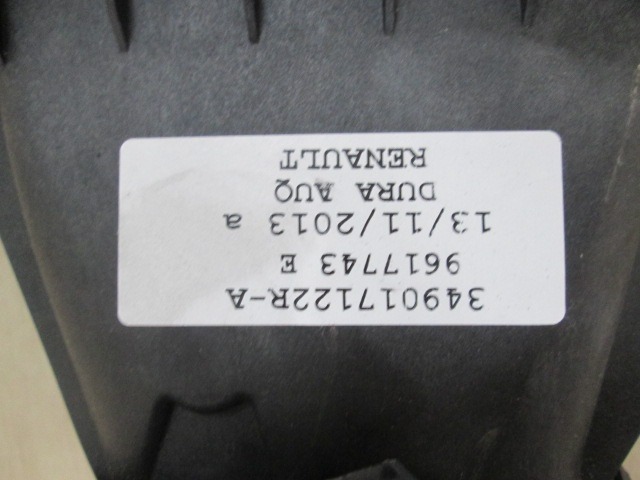 349017122R-A
9617743 E
13/11/2013 a
DURA AUQ
RENAULT